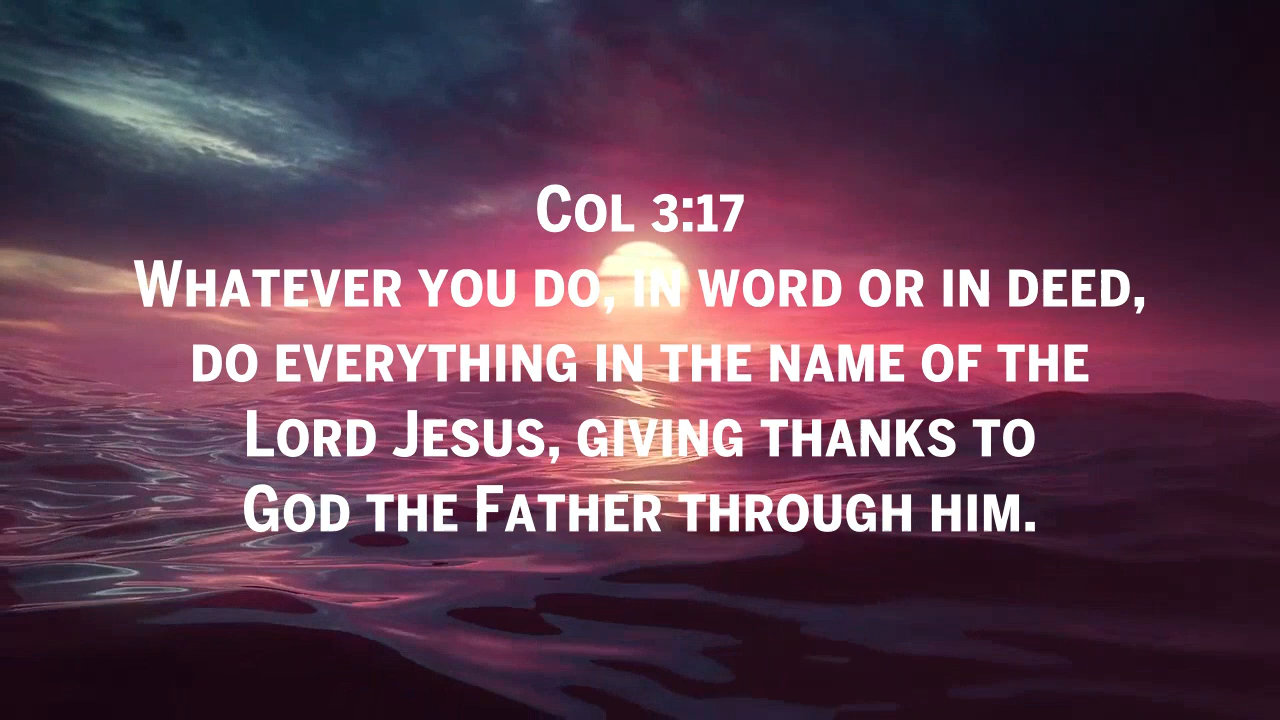 Col 3:17
Whatever you do, in word or in deed,
do everything in the name of the
Lord Jesus, giving thanks to
God the Father through him.